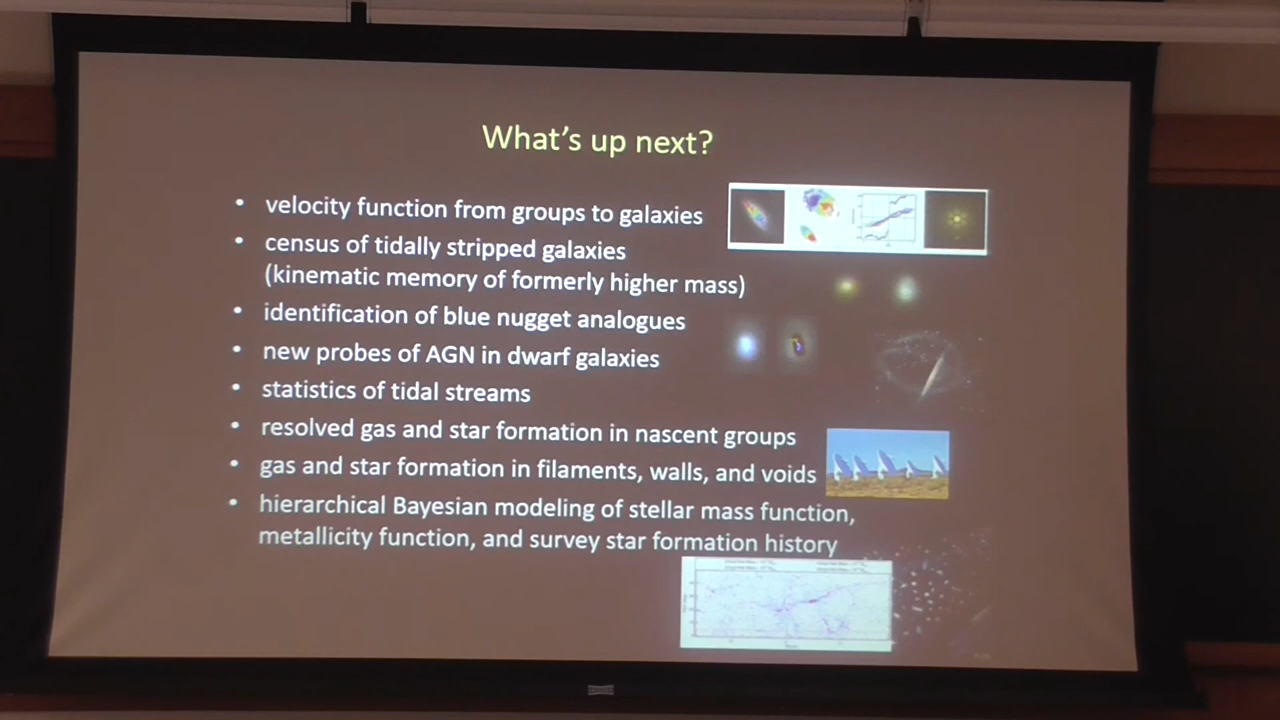 What's up next?
• velocity function from groups to galaxies
• census of tidally stripped galaxies
(kinematic memory of formerly higher mass)
• identification of blue nugget analogues
• new probes of AGN in dwarf galaxies
• statistics of tidal streams
• resolved gas and star formation in nascent groups
• gas and star formation in filaments, walls, and voids
• hierarchical Bayesian modeling of stellar mass function,
metallicity function, and survey star formation history